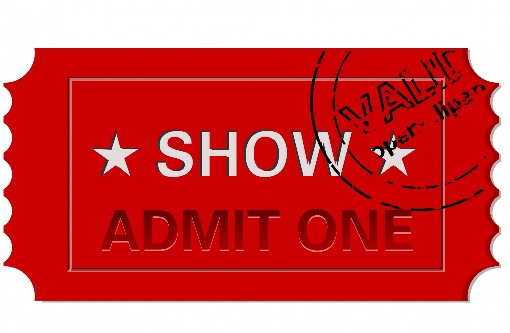 VALID
★ SHOW ★
ADMIT ONE